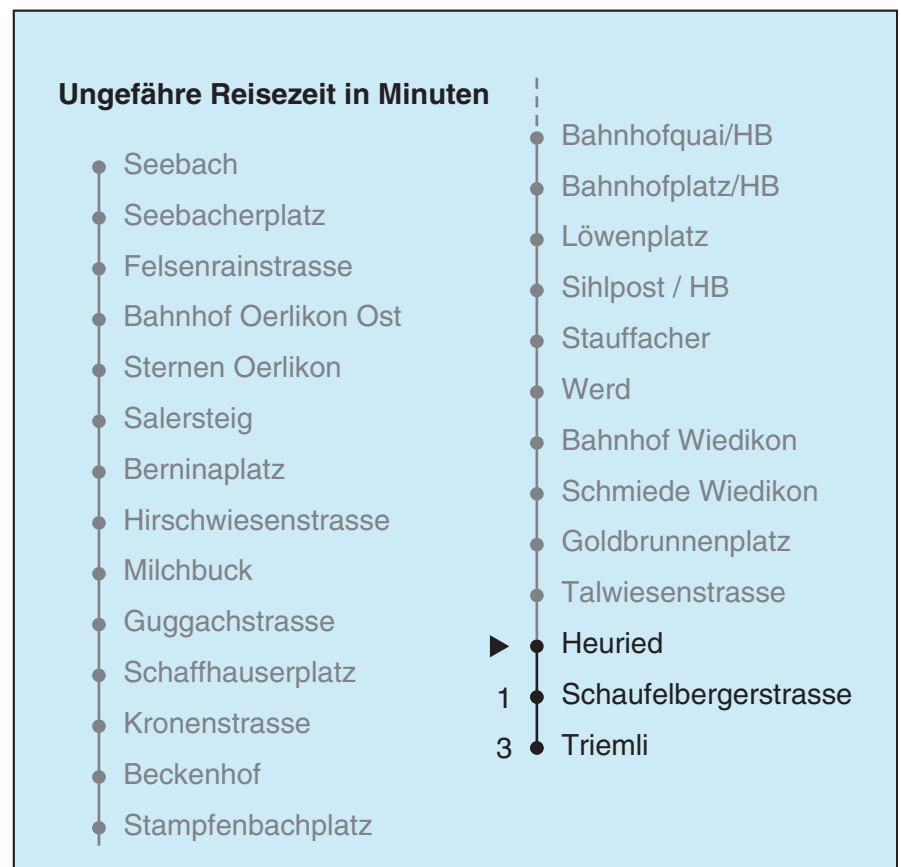 Ungefähre Reisezeit in Minuten
Seebach
Seebacherplatz
Felsenrainstrasse
Bahnhof Oerlikon Ost
Sternen Oerlikon
Salersteig
Berninaplatz
Hirschwiesenstrasse
Milchbuck
Guggachstrasse
Schaffhauserplatz
Kronenstrasse
Beckenhof
Stampfenbachplatz
Bahnhofquai/HB
Bahnhofplatz/HB
Löwenplatz
Sihlpost / HB
Stauffacher
Werd
Bahnhof Wiedikon
Schmiede Wiedikon
Goldbrunnenplatz
Talwiesenstrasse
Heuried
1 Schaufelbergerstrasse
3 Triemli